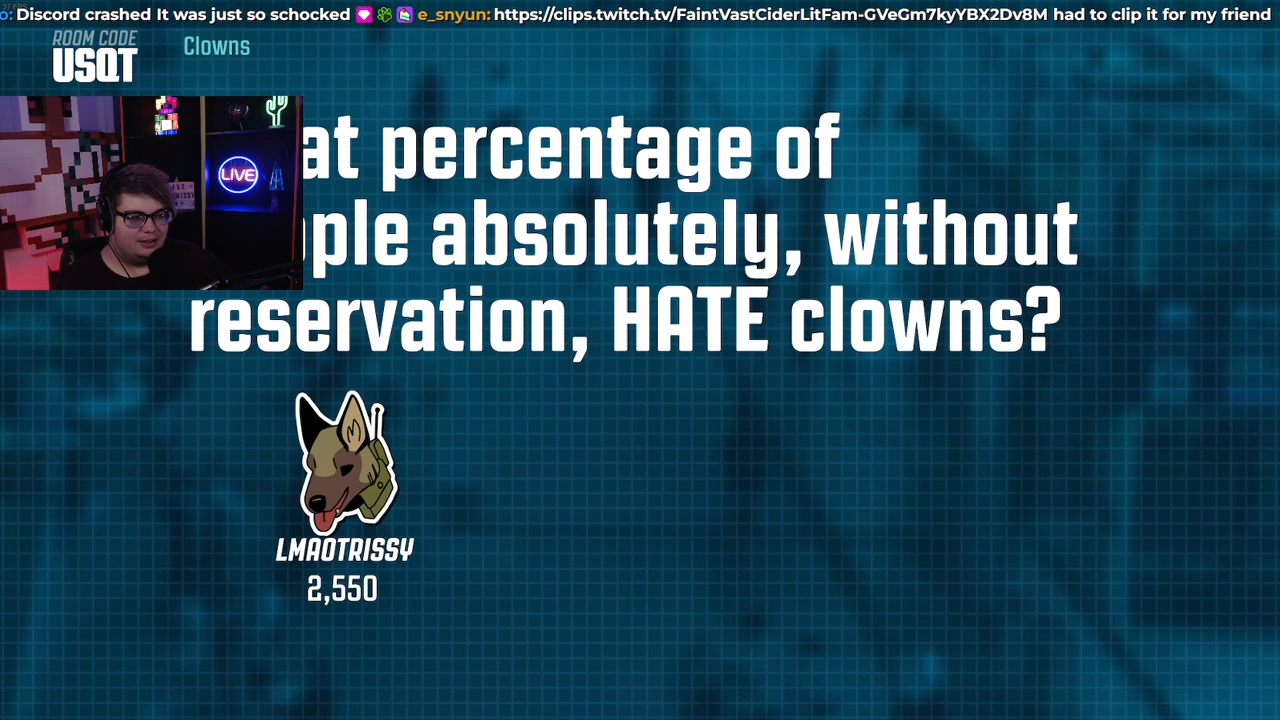 o: Discord crashed It was just so schocked e_snyun: https://clips.twitch.tv/FaintVastCiderLitFam-GVeGm7kyYBX2Dv8M had to clip it for my friend
ROOM CODE
USQT
Clowns
LIVE
at percentage of
ople absolutely, without
reservation, HATE clowns?
LMAOTRISSY
2,550